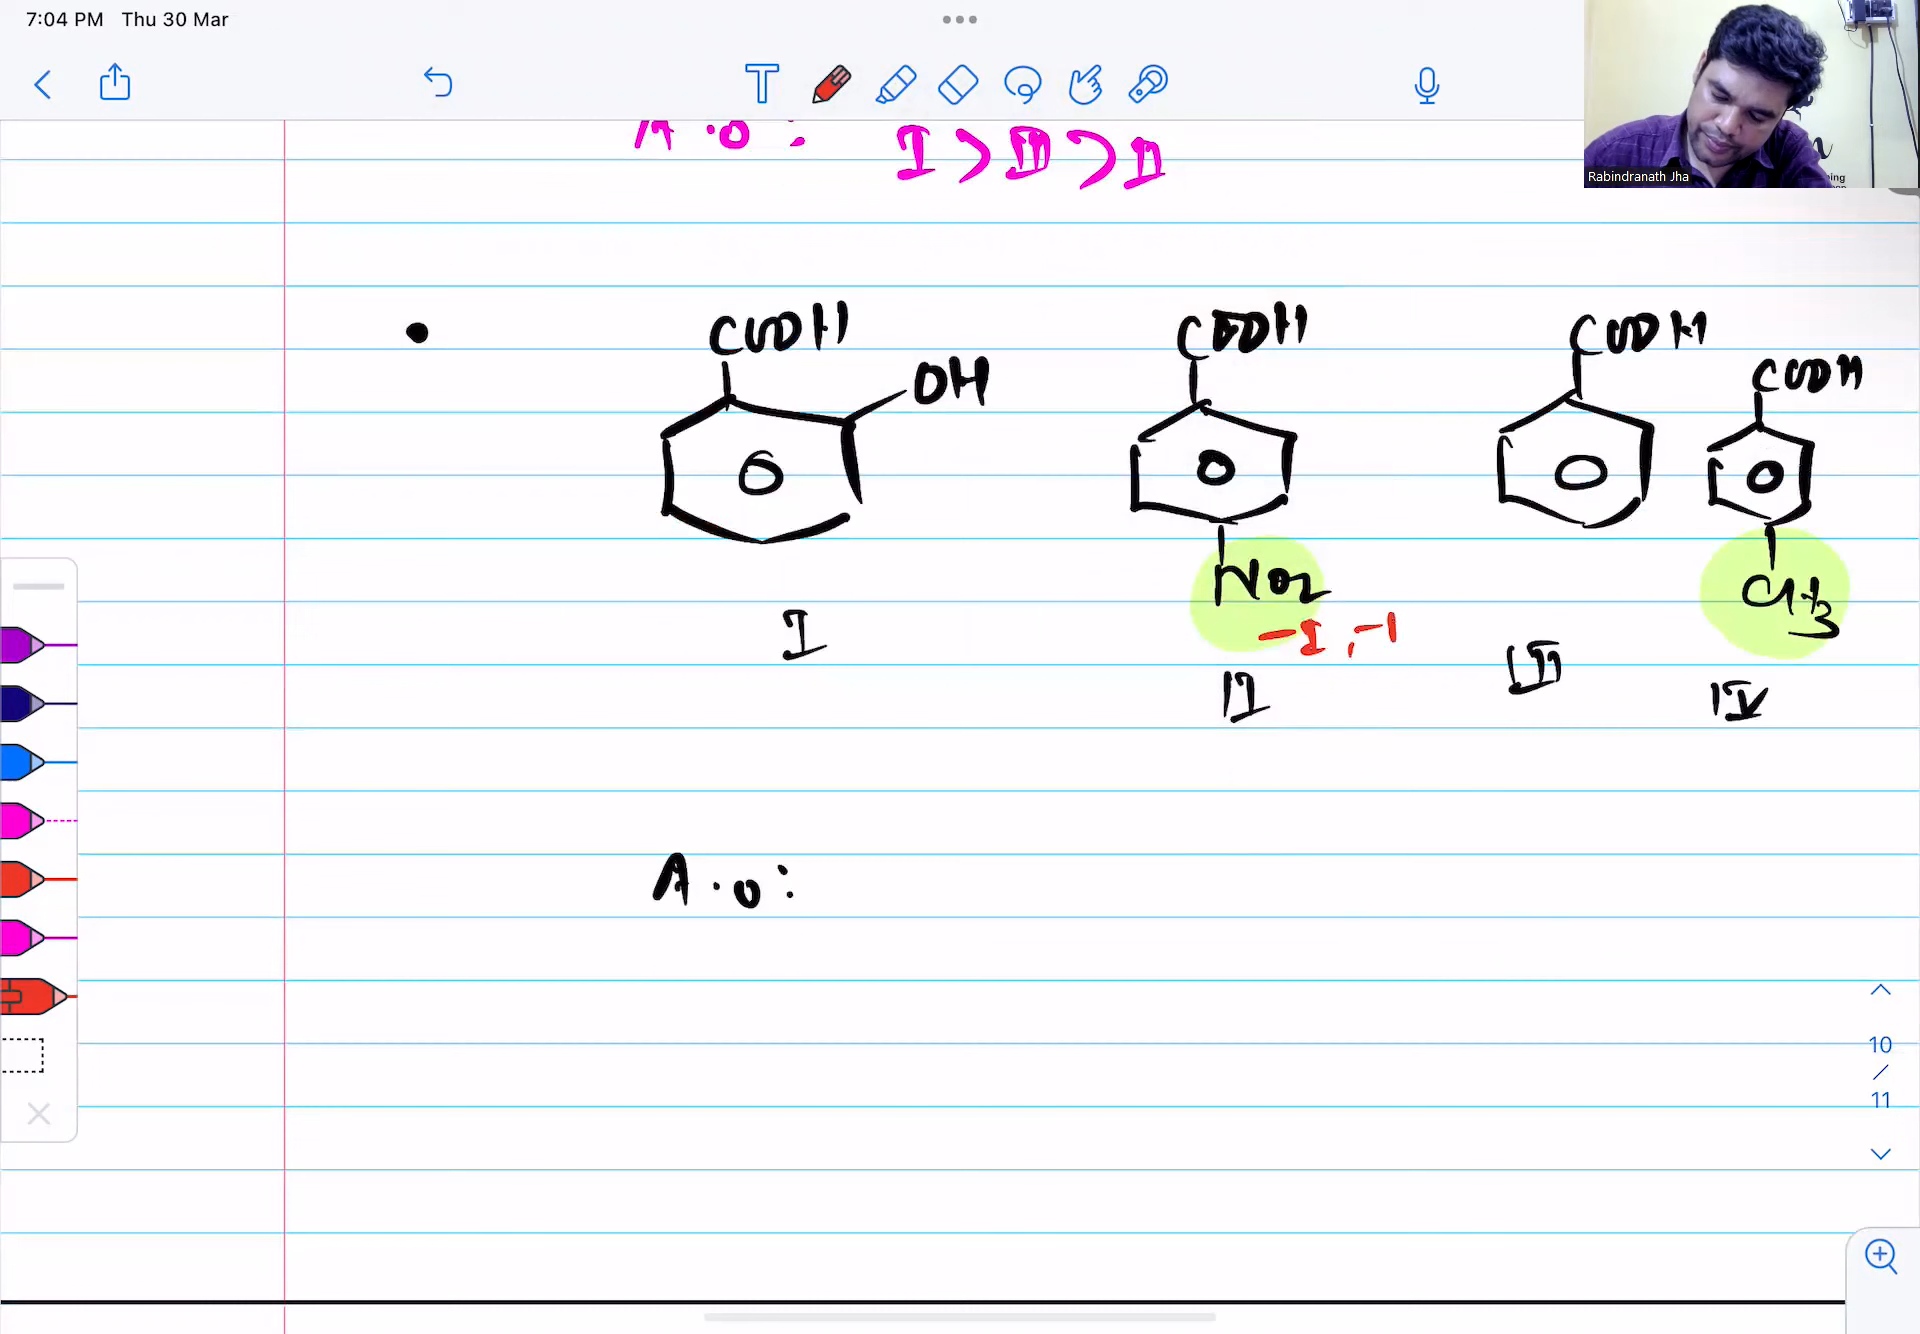 7:04 PM Thu 30 Mar
Rabindranath Jha
A.O: I > III > II
COOH
OH
I
COOH
NO2
-I, -I
II
COOH
III
COOH
CH3
IV
A.O:
10
/
11